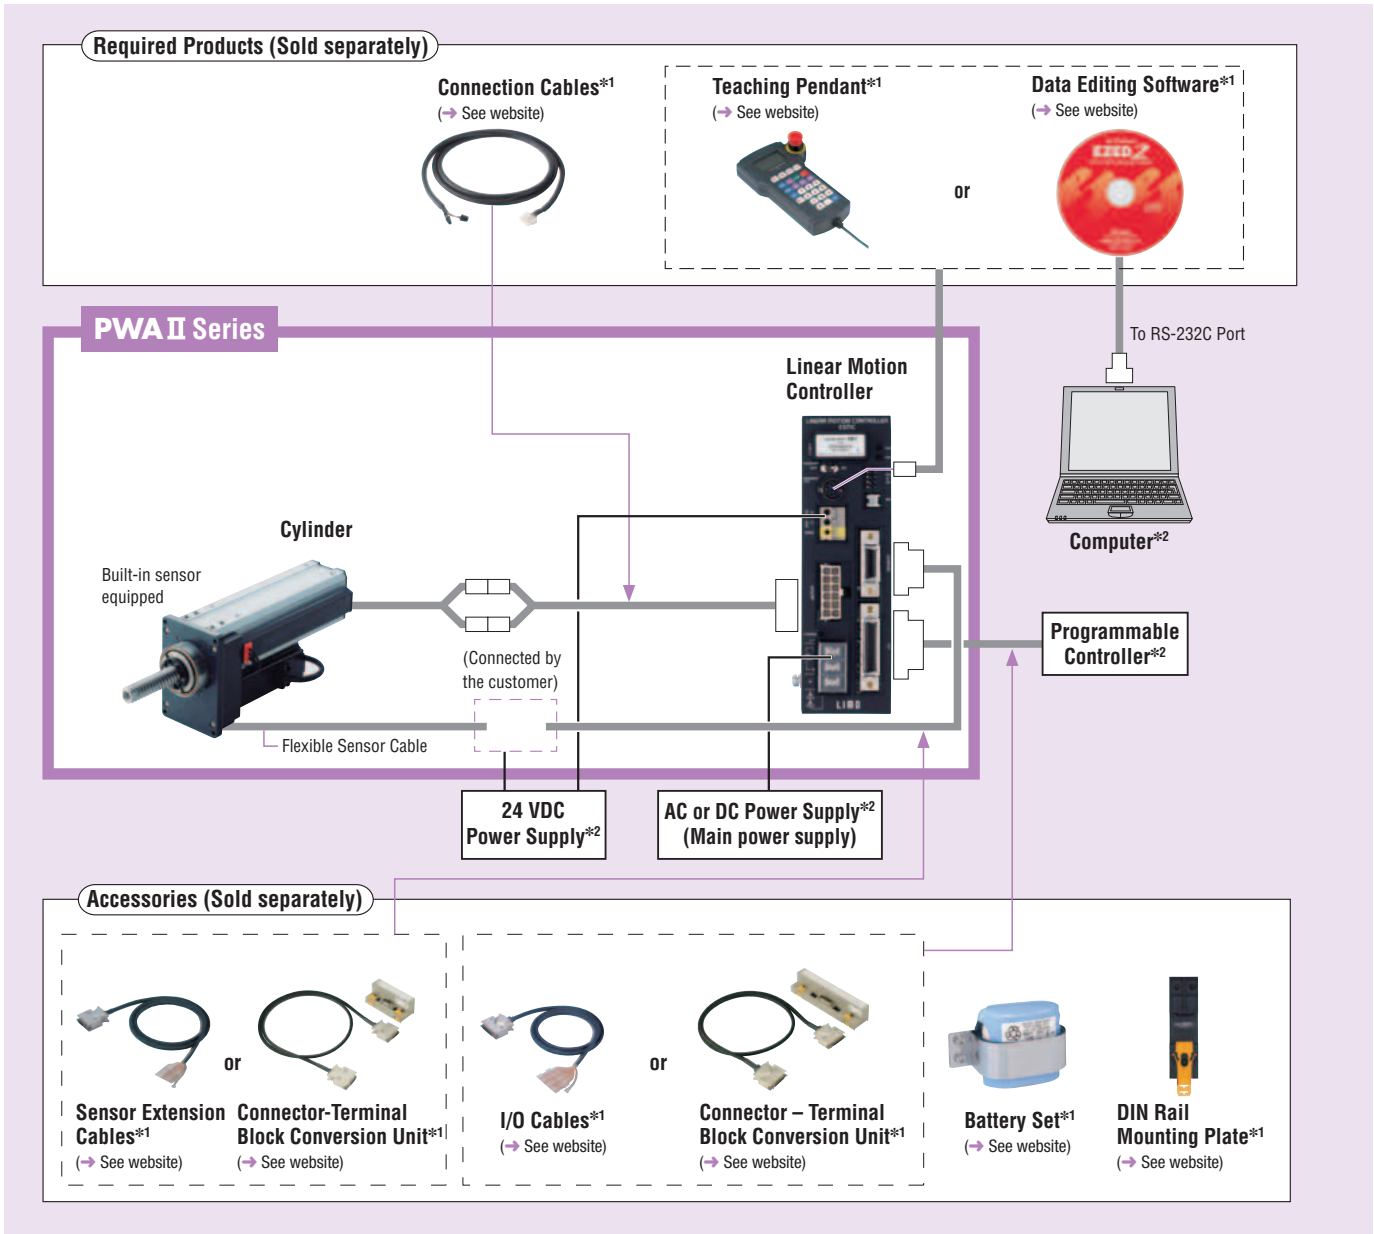 Required Products (Sold separately)
Connection Cables*1
(→ See website)
Teaching Pendant*1
(→ See website)
or
Data Editing Software*1
(→ See website)
EZED2
PWA II Series
To RS-232C Port
Linear Motion
Controller
LINEAR MOTION CONTROLLER
Cylinder
Built-in sensor
equipped
Computer*2
(Connected by
the customer)
Programmable
Controller*2
LIMO
Flexible Sensor Cable
24 VDC
Power Supply*2
AC or DC Power Supply*2
(Main power supply)
Accessories (Sold separately)
or
Sensor Extension
Cables*1
(→ See website)
Connector-Terminal
Block Conversion Unit*1
(→ See website)
or
I/O Cables*1
(→ See website)
Connector – Terminal
Block Conversion Unit*1
(→ See website)
Battery Set*1
(→ See website)
DIN Rail
Mounting Plate*1
(→ See website)